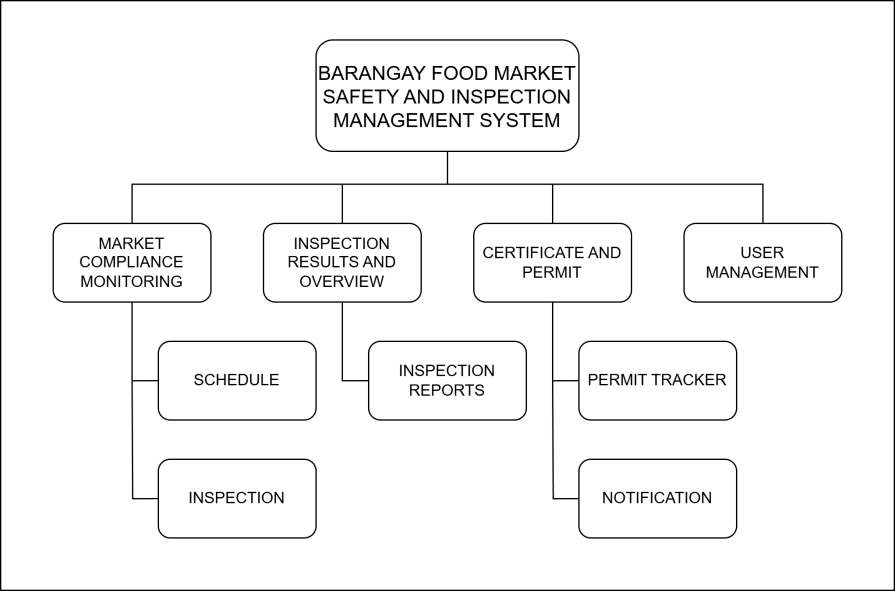 BARANGAY FOOD MARKET
SAFETY AND INSPECTION
MANAGEMENT SYSTEM
MARKET
COMPLIANCE
MONITORING
INSPECTION
RESULTS AND
OVERVIEW
CERTIFICATE AND
PERMIT
USER
MANAGEMENT
SCHEDULE
INSPECTION
REPORTS
PERMIT TRACKER
INSPECTION
NOTIFICATION